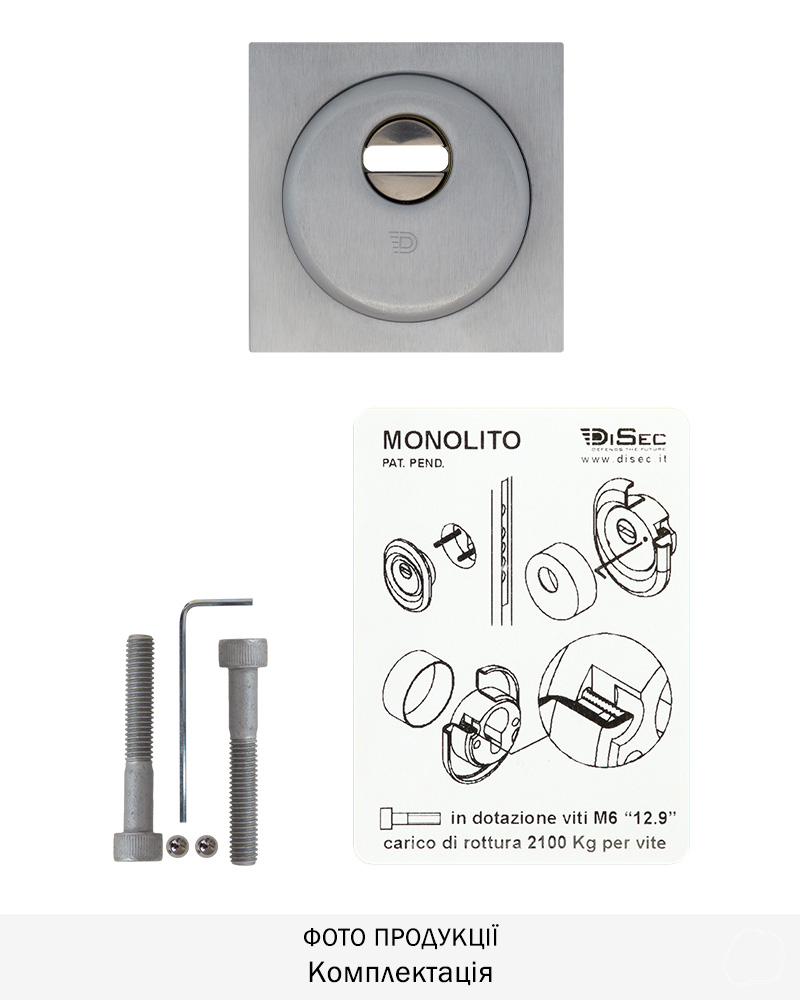 MONOLITO
PAT. PEND.
DISEC
DEFENDS THE FUTURE
www.disec.it
in dotazione viti M6 “12.9”
carico di rottura 2100 Kg per vite
ФОТО ПРОДУКЦІЇ
Комплектація